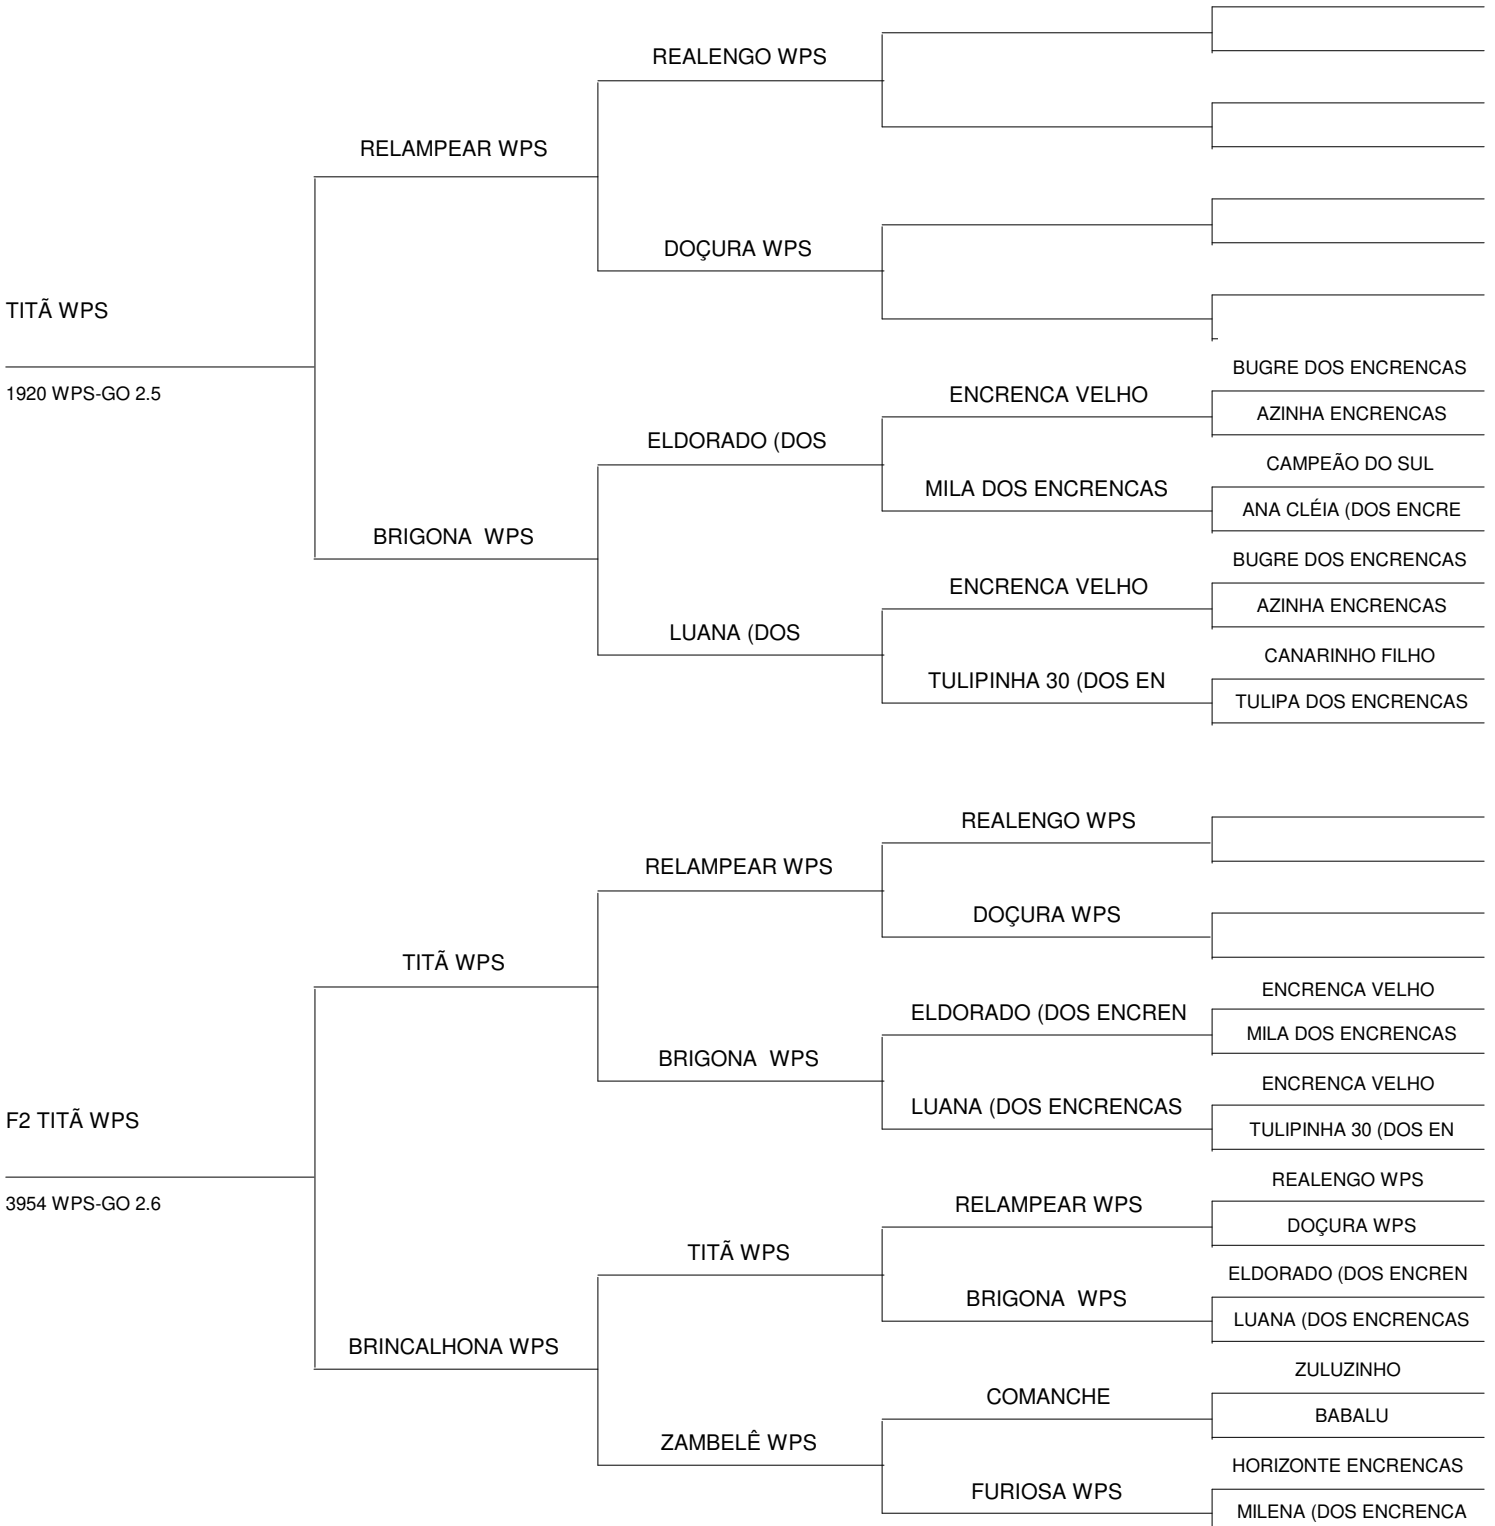 REALENGO WPS
RELAMPEAR WPS
DOÇURA WPS
TITÃ WPS
1920 WPS-GO 2.5
BUGRE DOS ENCRENCAS
ENCRENCA VELHO
AZINHA ENCRENCAS
ELDORADO (DOS
CAMPEÃO DO SUL
MILA DOS ENCRENCAS
ANA CLÉIA (DOS ENCRE
BRIGONA  WPS
BUGRE DOS ENCRENCAS
ENCRENCA VELHO
AZINHA ENCRENCAS
LUANA (DOS
CANARINHO FILHO
TULIPINHA 30 (DOS EN
TULIPA DOS ENCRENCAS
REALENGO WPS
RELAMPEAR WPS
DOÇURA WPS
TITÃ WPS
ENCRENCA VELHO
ELDORADO (DOS ENCREN
MILA DOS ENCRENCAS
BRIGONA  WPS
ENCRENCA VELHO
LUANA (DOS ENCRENCAS
TULIPINHA 30 (DOS EN
F2 TITÃ WPS
3954 WPS-GO 2.6
REALENGO WPS
RELAMPEAR WPS
DOÇURA WPS
TITÃ WPS
ELDORADO (DOS ENCREN
BRIGONA  WPS
LUANA (DOS ENCRENCAS
BRINCALHONA WPS
ZULUZINHO
COMANCHE
BABALU
ZAMBELÊ WPS
HORIZONTE ENCRENCAS
FURIOSA WPS
MILENA (DOS ENCRENCA